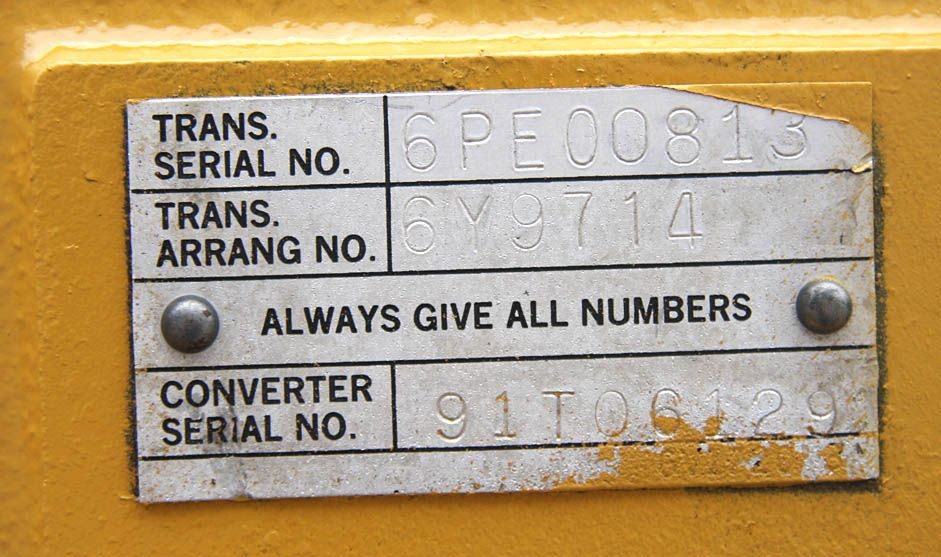 TRANS.
SERIAL NO. 6PE00813
TRANS.
ARRANG NO. 6Y9714
ALWAYS GIVE ALL NUMBERS
CONVERTER
SERIAL NO. 91T06129